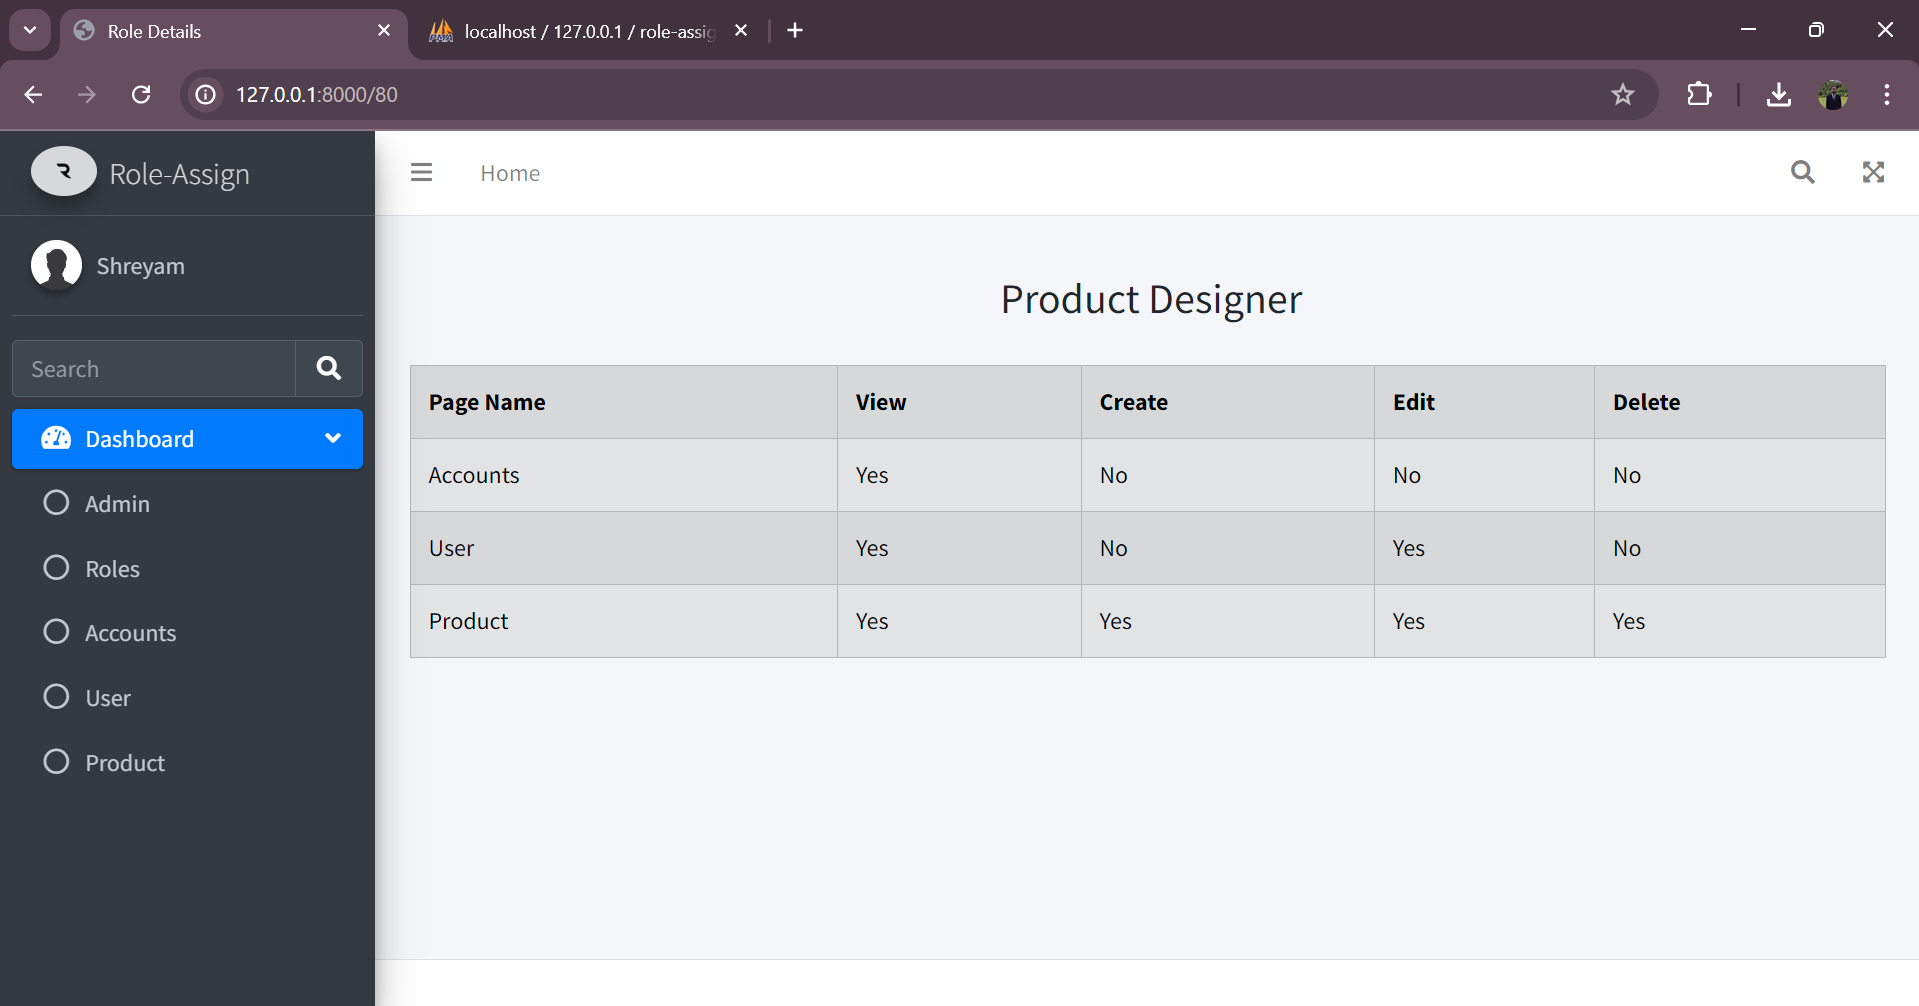 Role Details
localhost / 127.0.0.1 / role-assig
127.0.0.1:8000/80
Role-Assign
Home
Shreyam
Product Designer
Search
Page Name View Create Edit Delete
Dashboard
Accounts Yes No No No
Admin
User Yes No Yes No
Roles
Product Yes Yes Yes Yes
Accounts
User
Product